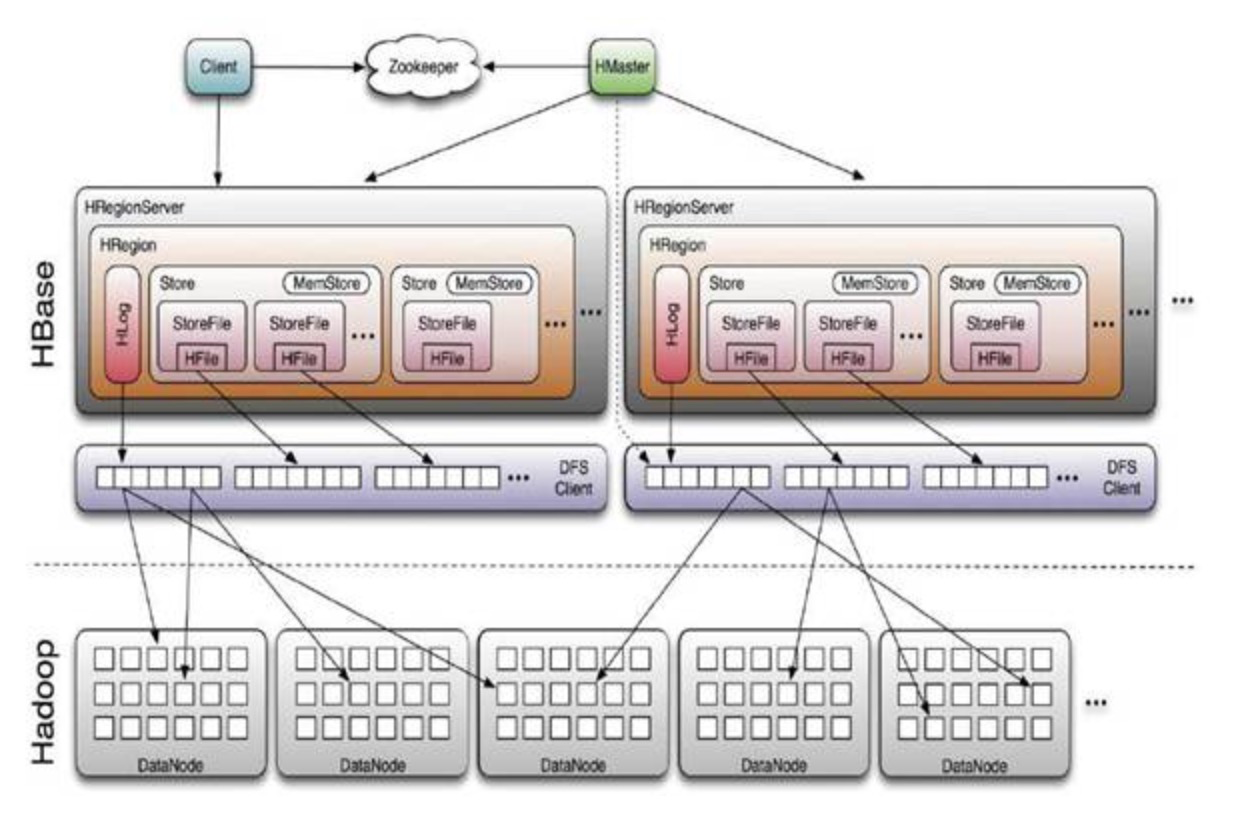 Client
Zookeeper
HMaster
HBase
HRegionServer
HRegion
HLog
Store
MemStore
StoreFile
HFile
StoreFile
HFile
...
Store
MemStore
StoreFile
HFile
...
...
HRegionServer
HRegion
HLog
Store
MemStore
StoreFile
HFile
StoreFile
HFile
...
Store
MemStore
StoreFile
HFile
...
...
...
...
DFS
Client
...
DFS
Client
Hadoop
DataNode
DataNode
DataNode
DataNode
DataNode
...